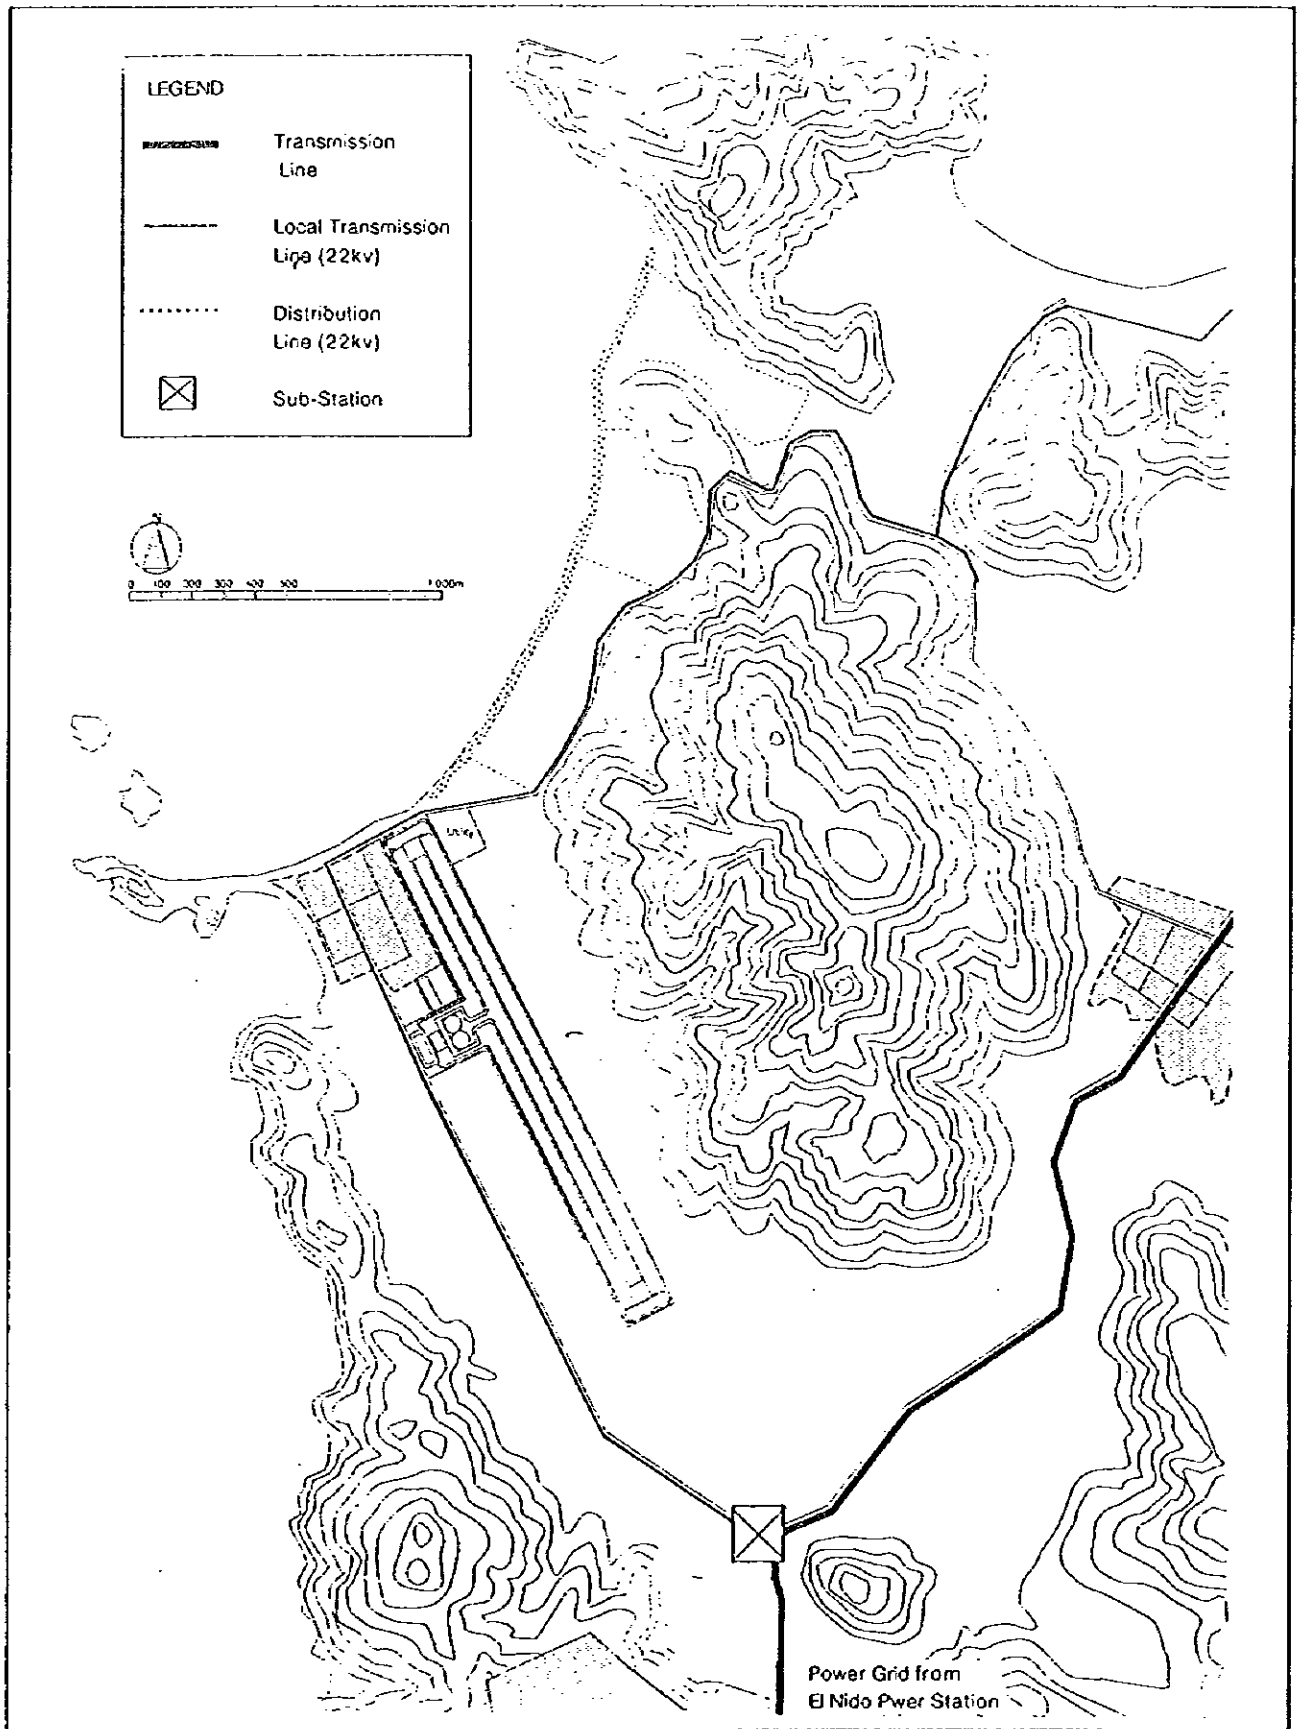 LEGEND
Transmission
Line
Local Transmission
Line (22kv)
Distribution
Line (22kv)
Sub-Station
N
0 100 200 300 400 500 1000m
Power Grid from
El Nido Pwer Station